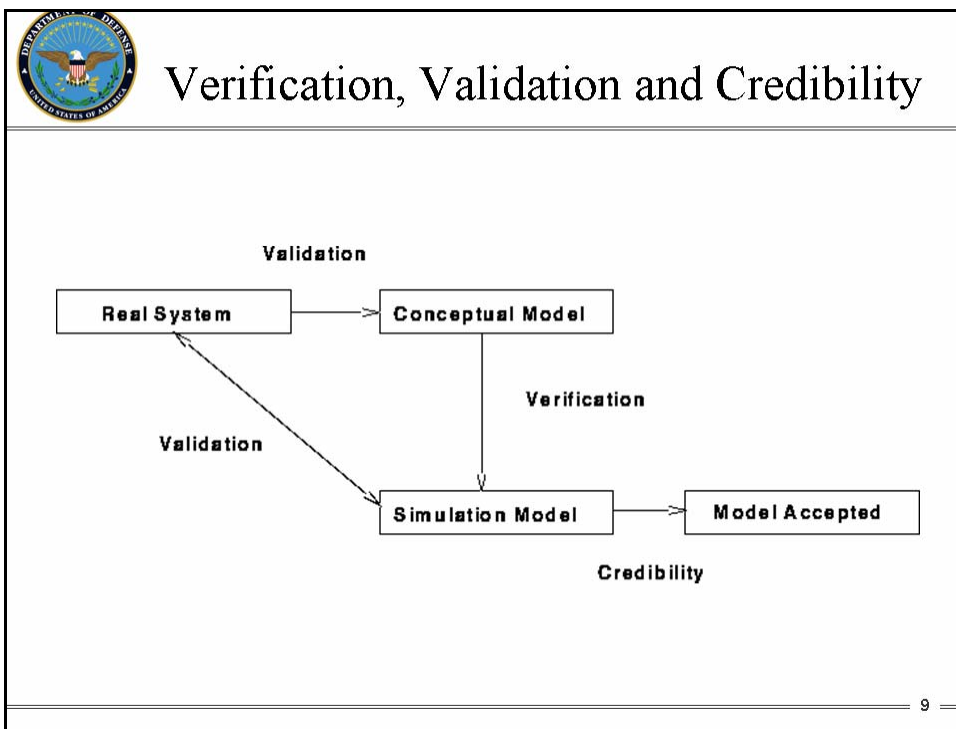 DEPARTMENT OF DEFENSE
UNITED STATES OF AMERICA
Verification, Validation and Credibility
Validation
Real System
Conceptual Model
Verification
Validation
Simulation Model
Model Accepted
Credibility
9